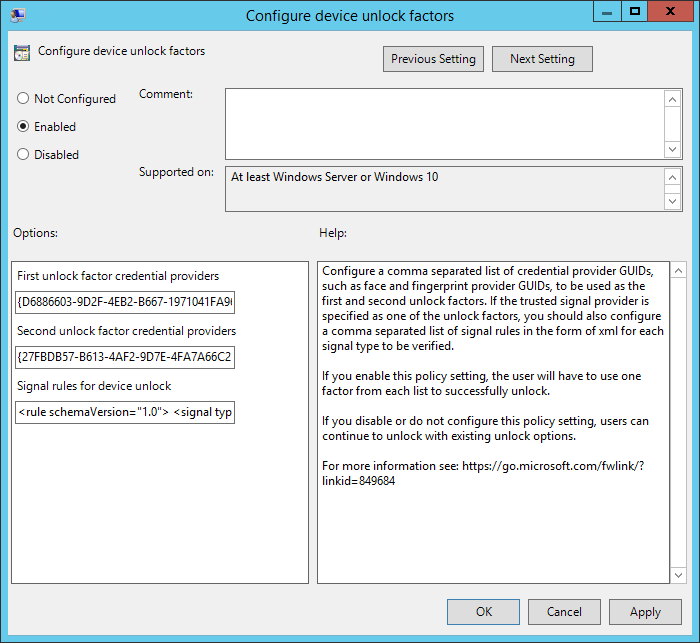 Configure device unlock factors
Configure device unlock factors
Previous Setting
Next Setting
Not Configured
Enabled
Disabled
Comment:
Supported on:
At least Windows Server or Windows 10
Options:
Help:
First unlock factor credential providers
{D6886603-9D2F-4EB2-B667-1971041FA96
Second unlock factor credential providers
{27FBDB57-B613-4AF2-9D7E-4FA7A66C2
Signal rules for device unlock
<rule schemaVersion="1.0"> <signal typ
Configure a comma separated list of credential provider GUIDs,
such as face and fingerprint provider GUIDs, to be used as the
first and second unlock factors. If the trusted signal provider is
specified as one of the unlock factors, you should also configure
a comma separated list of signal rules in the form of xml for each
signal type to be verified.
If you enable this policy setting, the user will have to use one
factor from each list to successfully unlock.
If you disable or do not configure this policy setting, users can
continue to unlock with existing unlock options.
For more information see: https://go.microsoft.com/fwlink/?
linkid=849684
OK
Cancel
Apply